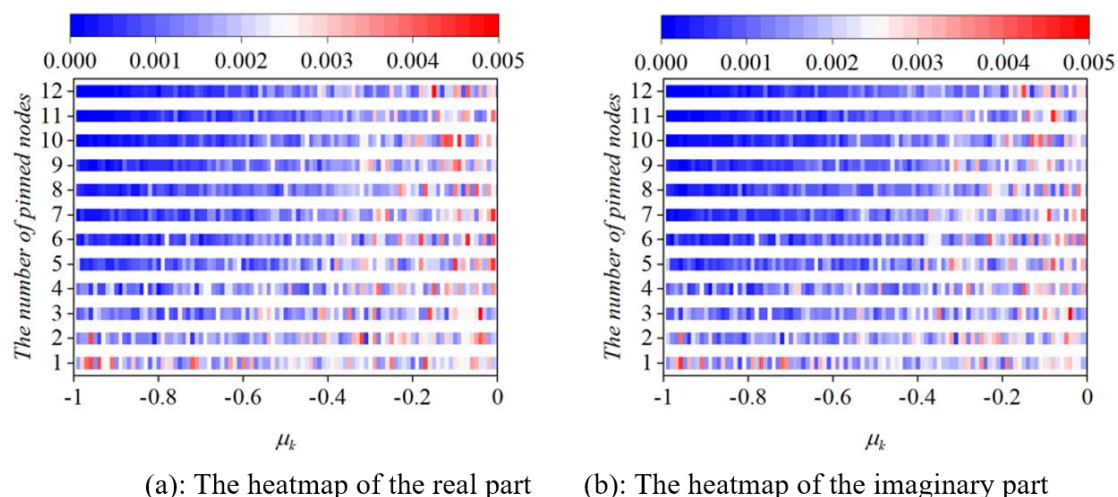 0.000 0.001 0.002 0.003 0.004 0.005
The number of pinned nodes
12
11
10
9
8
7
6
5
4
3
2
1
-1 -0.8 -0.6 -0.4 -0.2 0
μk
(a): The heatmap of the real part
0.000 0.001 0.002 0.003 0.004 0.005
The number of pinned nodes
12
11
10
9
8
7
6
5
4
3
2
1
-1 -0.8 -0.6 -0.4 -0.2 0
μk
(b): The heatmap of the imaginary part